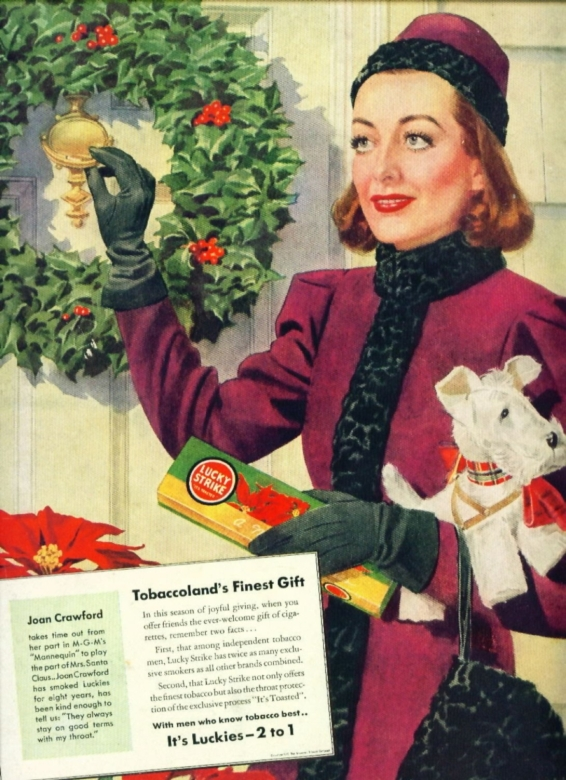 LUCKY
STRIKE
Joan Crawford
takes time out from
her part in M-G-M's
"Mannequin" to play
the part of Mrs. Santa
Claus...Joan Crawford
has smoked Luckies
for eight years, has
been kind enough to
tell us: "They always
stay on good terms
with my throat."
Tobaccoland's Finest Gift
In this season of joyful giving, when you
offer friends the ever-welcome gift of ciga-
rettes, remember two facts . . .
First, that among independent tobacco
men, Lucky Strike has twice as many exclu-
sive smokers as all other brands combined.
Second, that Lucky Strike not only offers
the finest tobacco but also the throat protec-
tion of the exclusive process "It's Toasted".
With men who know tobacco best..
It's Luckies—2 to 1